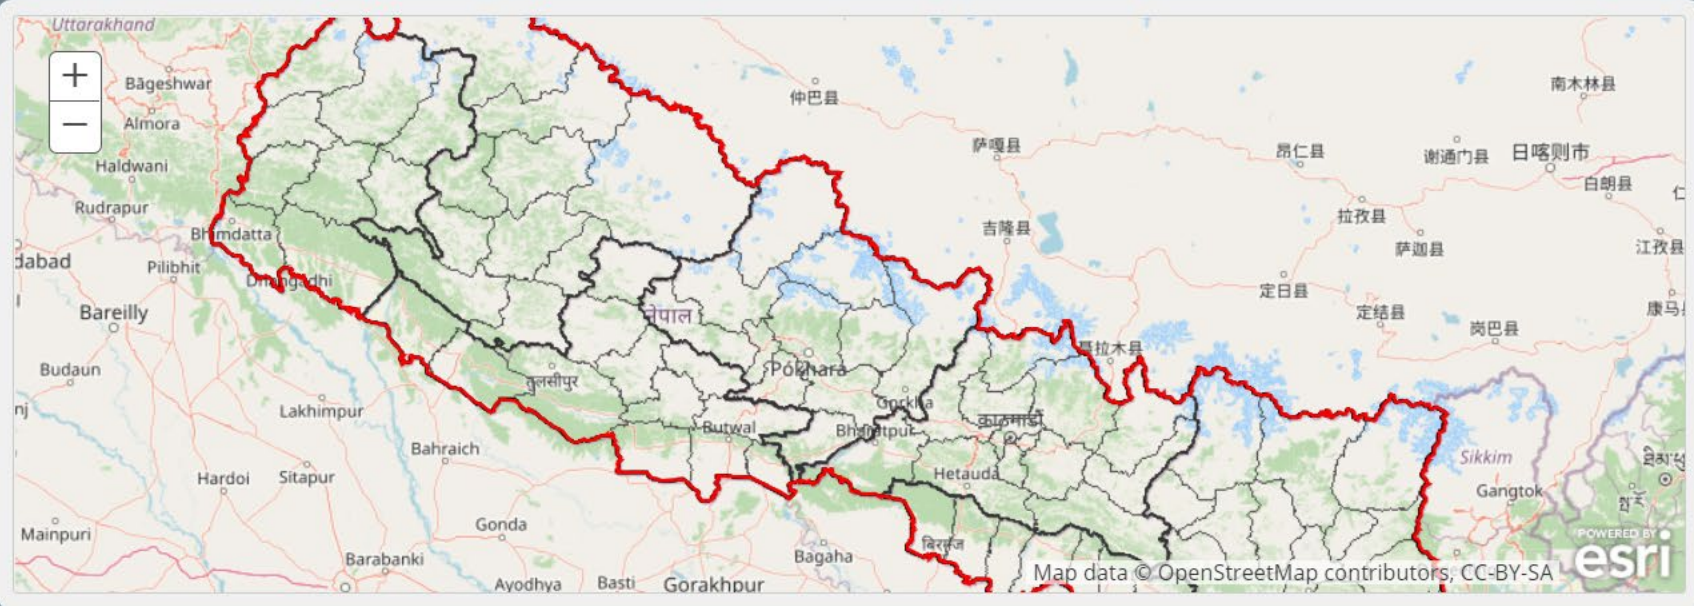 Uttarakhand
+
−
Bāgeshwar
Almora
Haldwani
Rudrapur
Bhimdatta
dabad
Pilibhit
Dhangadhi
Bareilly
Budaun
Lakhimpur
nj
Bahraich
Hardoi
Sitapur
Mainpuri
Gonda
Barabanki
Ayodhya
Basti
Gorakhpur
Bagaha
仲巴县
南木林县
萨嘎县
昂仁县
谢通门县
日喀则市
白朗县
仁
吉隆县
拉孜县
萨迦县
江孜县
定日县
定结县
康马县
岗巴县
聂拉木县
नेपाल
तुलसीपुर
Pokhara
Gorkha
काठमाडौँ
Butwal
Bharatpur
Hetauda
बिरगंज
Sikkim
Gangtok
POWERED BY
esri
Map data © OpenStreetMap contributors, CC-BY-SA